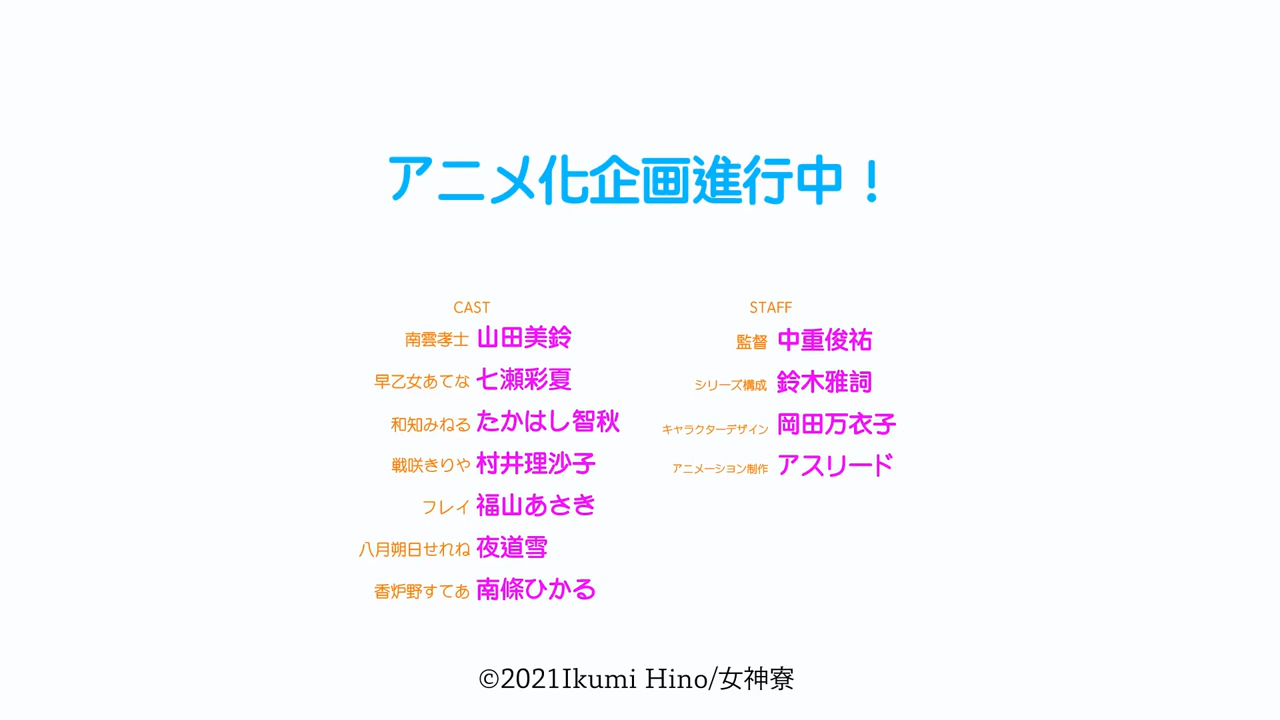 アニメ化企画進行中！
CAST
南雲孝士 山田美鈴
早乙女あてな 七瀬彩夏
和知みねる たかはし智秋
戦咲きりや 村井理沙子
フレイ 福山あさき
八月朔日せれね 夜道雪
香炉野すてあ 南條ひかる
STAFF
監督 中重俊祐
シリーズ構成 鈴木雅詞
キャラクターデザイン 岡田万衣子
アニメーション制作 アスリード
©2021Ikumi Hino/女神寮